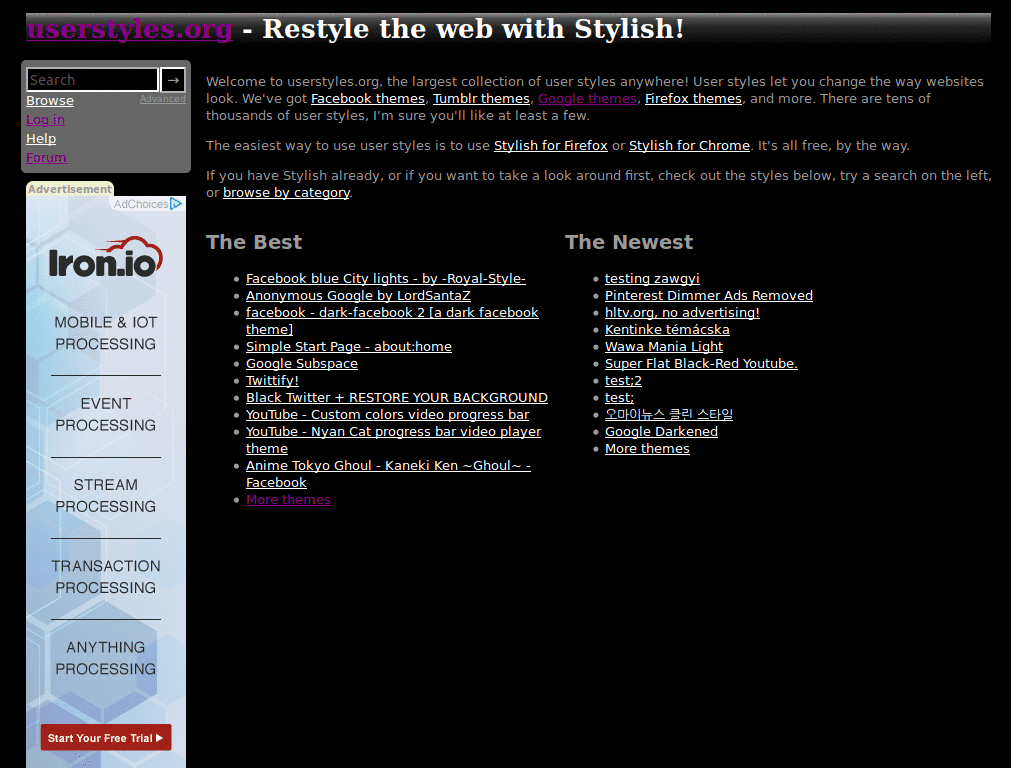 userstyles.org - Restyle the web with Stylish!
Search →
Browse Advanced
Log in
Help
Forum
Advertisement
AdChoices
Iron.io
MOBILE & IOT
PROCESSING
EVENT
PROCESSING
STREAM
PROCESSING
TRANSACTION
PROCESSING
ANYTHING
PROCESSING
Start Your Free Trial
Welcome to userstyles.org, the largest collection of user styles anywhere! User styles let you change the way websites
look. We've got Facebook themes, Tumblr themes, Google themes, Firefox themes, and more. There are tens of
thousands of user styles, I'm sure you'll like at least a few.
The easiest way to use user styles is to use Stylish for Firefox or Stylish for Chrome. It's all free, by the way.
If you have Stylish already, or if you want to take a look around first, check out the styles below, try a search on the left,
or browse by category.
The Best
Facebook blue City lights - by -Royal-Style-
Anonymous Google by LordSantaZ
facebook - dark-facebook 2 [a dark facebook
theme]
Simple Start Page - about:home
Google Subspace
Twittify!
Black Twitter + RESTORE YOUR BACKGROUND
YouTube - Custom colors video progress bar
YouTube - Nyan Cat progress bar video player
theme
Anime Tokyo Ghoul - Kaneki Ken ~Ghoul~ -
Facebook
More themes
The Newest
testing zawgyi
Pinterest Dimmer Ads Removed
hltv.org, no advertising!
Kentinke témácska
Wawa Mania Light
Super Flat Black-Red Youtube.
test;2
test;
오마이뉴스 클린 스타일
Google Darkened
More themes